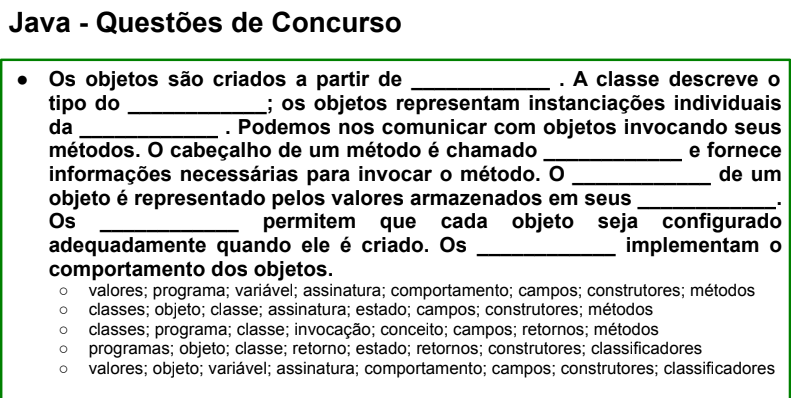 Java - Questões de Concurso
● Os objetos são criados a partir de ____________ . A classe descreve o
tipo do ____________; os objetos representam instanciações individuais
da ____________ . Podemos nos comunicar com objetos invocando seus
métodos. O cabeçalho de um método é chamado ____________ e fornece
informações necessárias para invocar o método. O ____________ de um
objeto é representado pelos valores armazenados em seus ____________.
Os ____________ permitem que cada objeto seja configurado
adequadamente quando ele é criado. Os ____________ implementam o
comportamento dos objetos.
○ valores; programa; variável; assinatura; comportamento; campos; construtores; métodos
○ classes; objeto; classe; assinatura; estado; campos; construtores; métodos
○ classes; programa; classe; invocação; conceito; campos; retornos; métodos
○ programas; objeto; classe; retorno; estado; retornos; construtores; classificadores
○ valores; objeto; variável; assinatura; comportamento; campos; construtores; classificadores